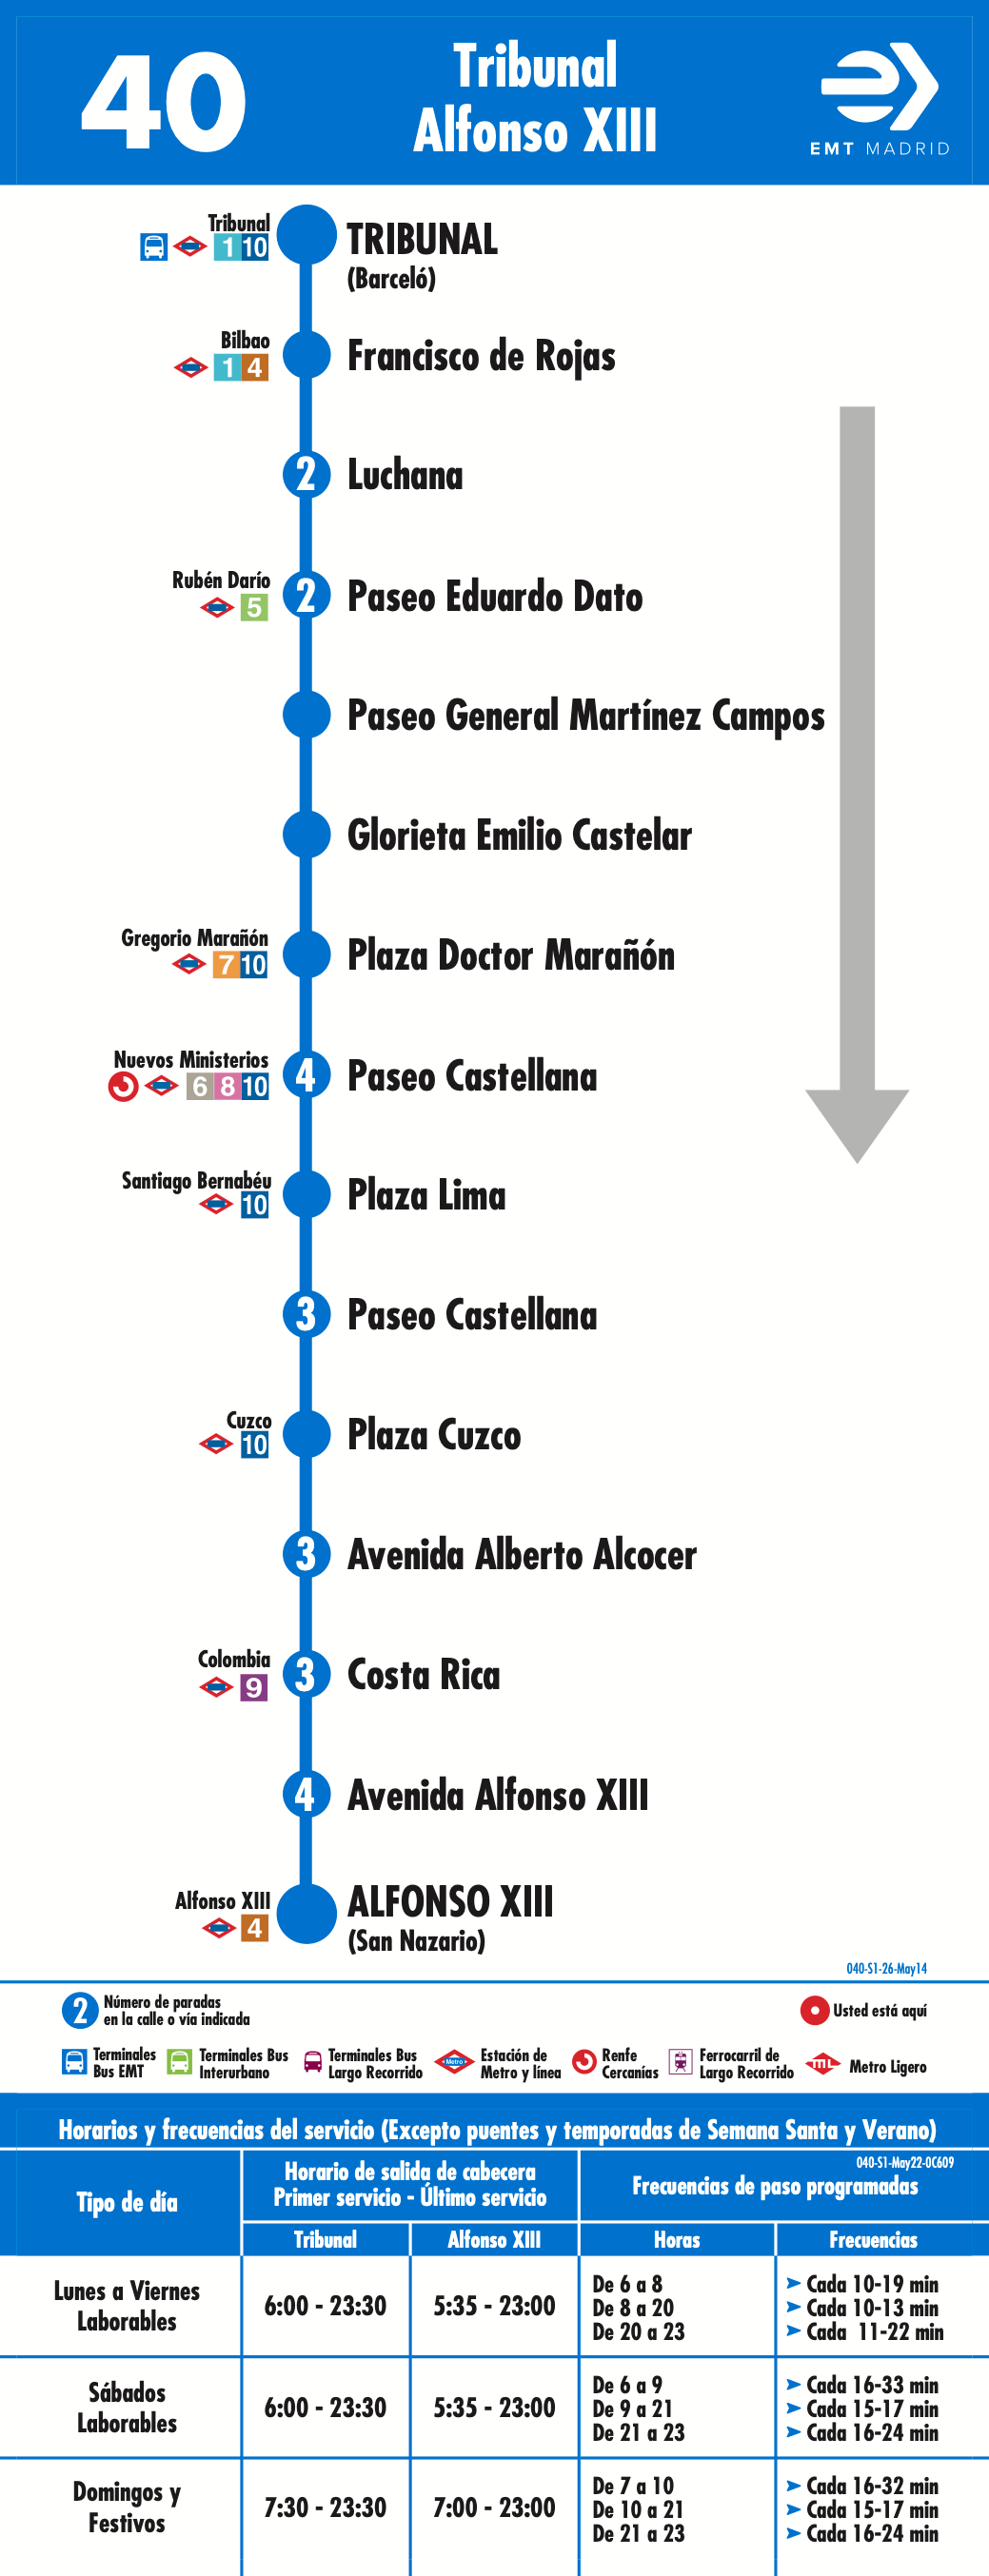 40
Tribunal
Alfonso XIII
EMT MADRID
Tribunal
1 10
TRIBUNAL
(Barceló)
Bilbao
1 4
Francisco de Rojas
2 Luchana
Rubén Darío
5
2 Paseo Eduardo Dato
Paseo General Martínez Campos
Glorieta Emilio Castelar
Gregorio Marañón
7 10
Plaza Doctor Marañón
Nuevos Ministerios
6 8 10
4 Paseo Castellana
Santiago Bernabéu
10
Plaza Lima
3 Paseo Castellana
Cuzco
10
Plaza Cuzco
3 Avenida Alberto Alcocer
Colombia
9
3 Costa Rica
4 Avenida Alfonso XIII
Alfonso XIII
4
ALFONSO XIII
(San Nazario)
040-S1-26-May14
2 Número de paradas
en la calle o vía indicada
Usted está aquí
Terminales
Bus EMT
Terminales Bus
Interurbano
Terminales Bus
Largo Recorrido
Metro
Estación de
Metro y línea
Renfe
Cercanías
Ferrocarril de
Largo Recorrido
ML
Metro Ligero
Horarios y frecuencias del servicio (Excepto puentes y temporadas de Semana Santa y Verano)
040-S1-May22-OC609
Tipo de día
Horario de salida de cabecera
Primer servicio - Último servicio
Frecuencias de paso programadas
Tribunal Alfonso XIII Horas Frecuencias
Lunes a Viernes
Laborables
6:00 - 23:30 5:35 - 23:00
De 6 a 8 ➤ Cada 10-19 min
De 8 a 20 ➤ Cada 10-13 min
De 20 a 23 ➤ Cada 11-22 min
Sábados
Laborables
6:00 - 23:30 5:35 - 23:00
De 6 a 9 ➤ Cada 16-33 min
De 9 a 21 ➤ Cada 15-17 min
De 21 a 23 ➤ Cada 16-24 min
Domingos y
Festivos
7:30 - 23:30 7:00 - 23:00
De 7 a 10 ➤ Cada 16-32 min
De 10 a 21 ➤ Cada 15-17 min
De 21 a 23 ➤ Cada 16-24 min